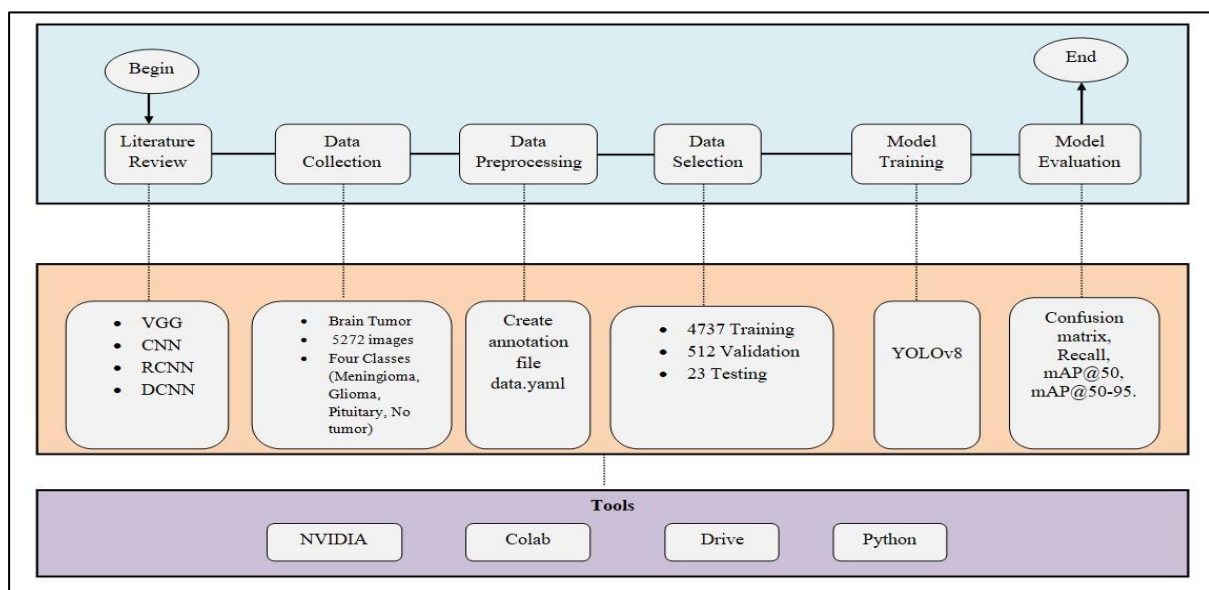 Begin
End
Literature
Review
Data
Collection
Data
Preprocessing
Data
Selection
Model
Training
Model
Evaluation
• VGG
• CNN
• RCNN
• DCNN
• Brain Tumor
• 5272 images
• Four Classes
(Meningioma,
Glioma,
Pituitary, No
tumor)
Create
annotation
file
data.yaml
• 4737 Training
• 512 Validation
• 23 Testing
YOLOv8
Confusion
matrix,
Recall,
mAP@50,
mAP@50-95.
Tools
NVIDIA
Colab
Drive
Python